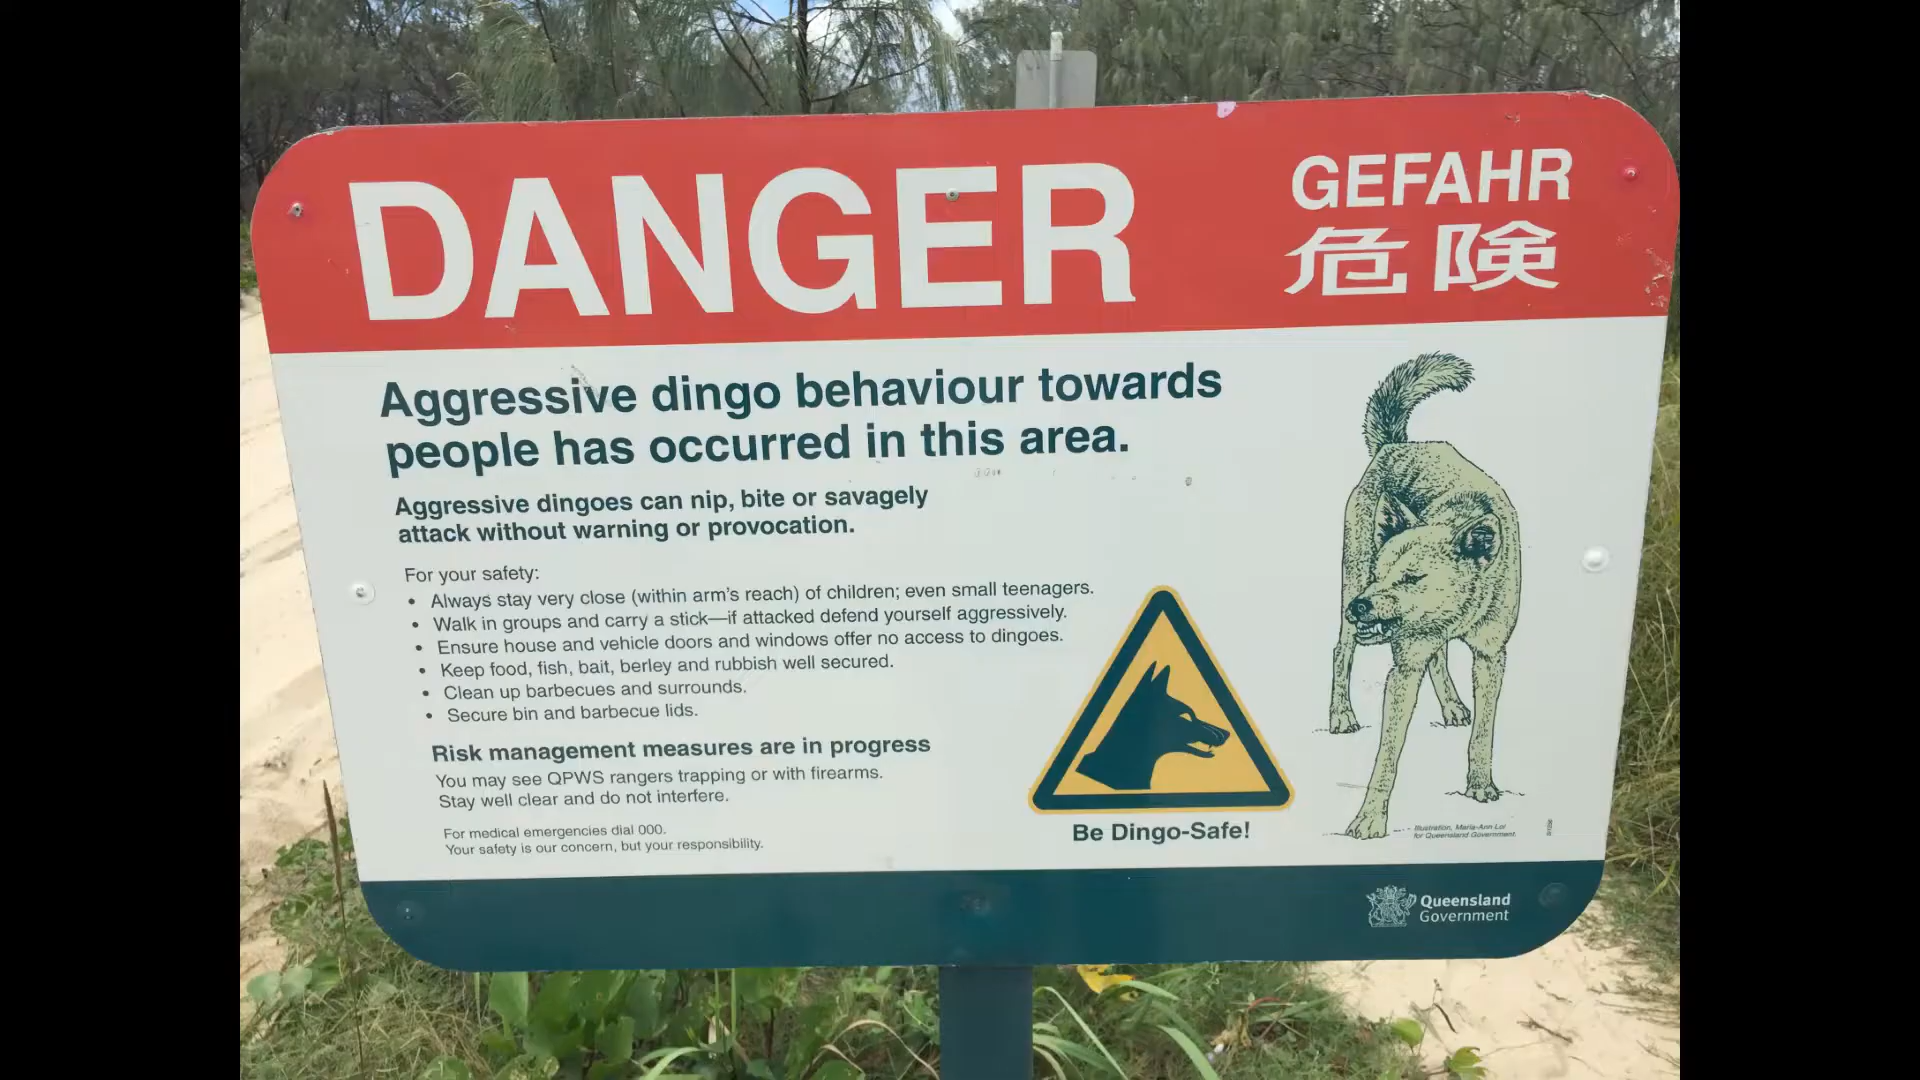 DANGER
GEFAHR
危険
Aggressive dingo behaviour towards
people has occurred in this area.
Aggressive dingoes can nip, bite or savagely
attack without warning or provocation.
For your safety:
• Always stay very close (within arm's reach) of children; even small teenagers.
• Walk in groups and carry a stick—if attacked defend yourself aggressively.
• Ensure house and vehicle doors and windows offer no access to dingoes.
• Keep food, fish, bait, berley and rubbish well secured.
• Clean up barbecues and surrounds.
• Secure bin and barbecue lids.
Risk management measures are in progress
You may see QPWS rangers trapping or with firearms.
Stay well clear and do not interfere.
For medical emergencies dial 000.
Your safety is our concern, but your responsibility.
Be Dingo-Safe!
Illustration, Maria-Ann Loi
for Queensland Government.
Queensland
Government